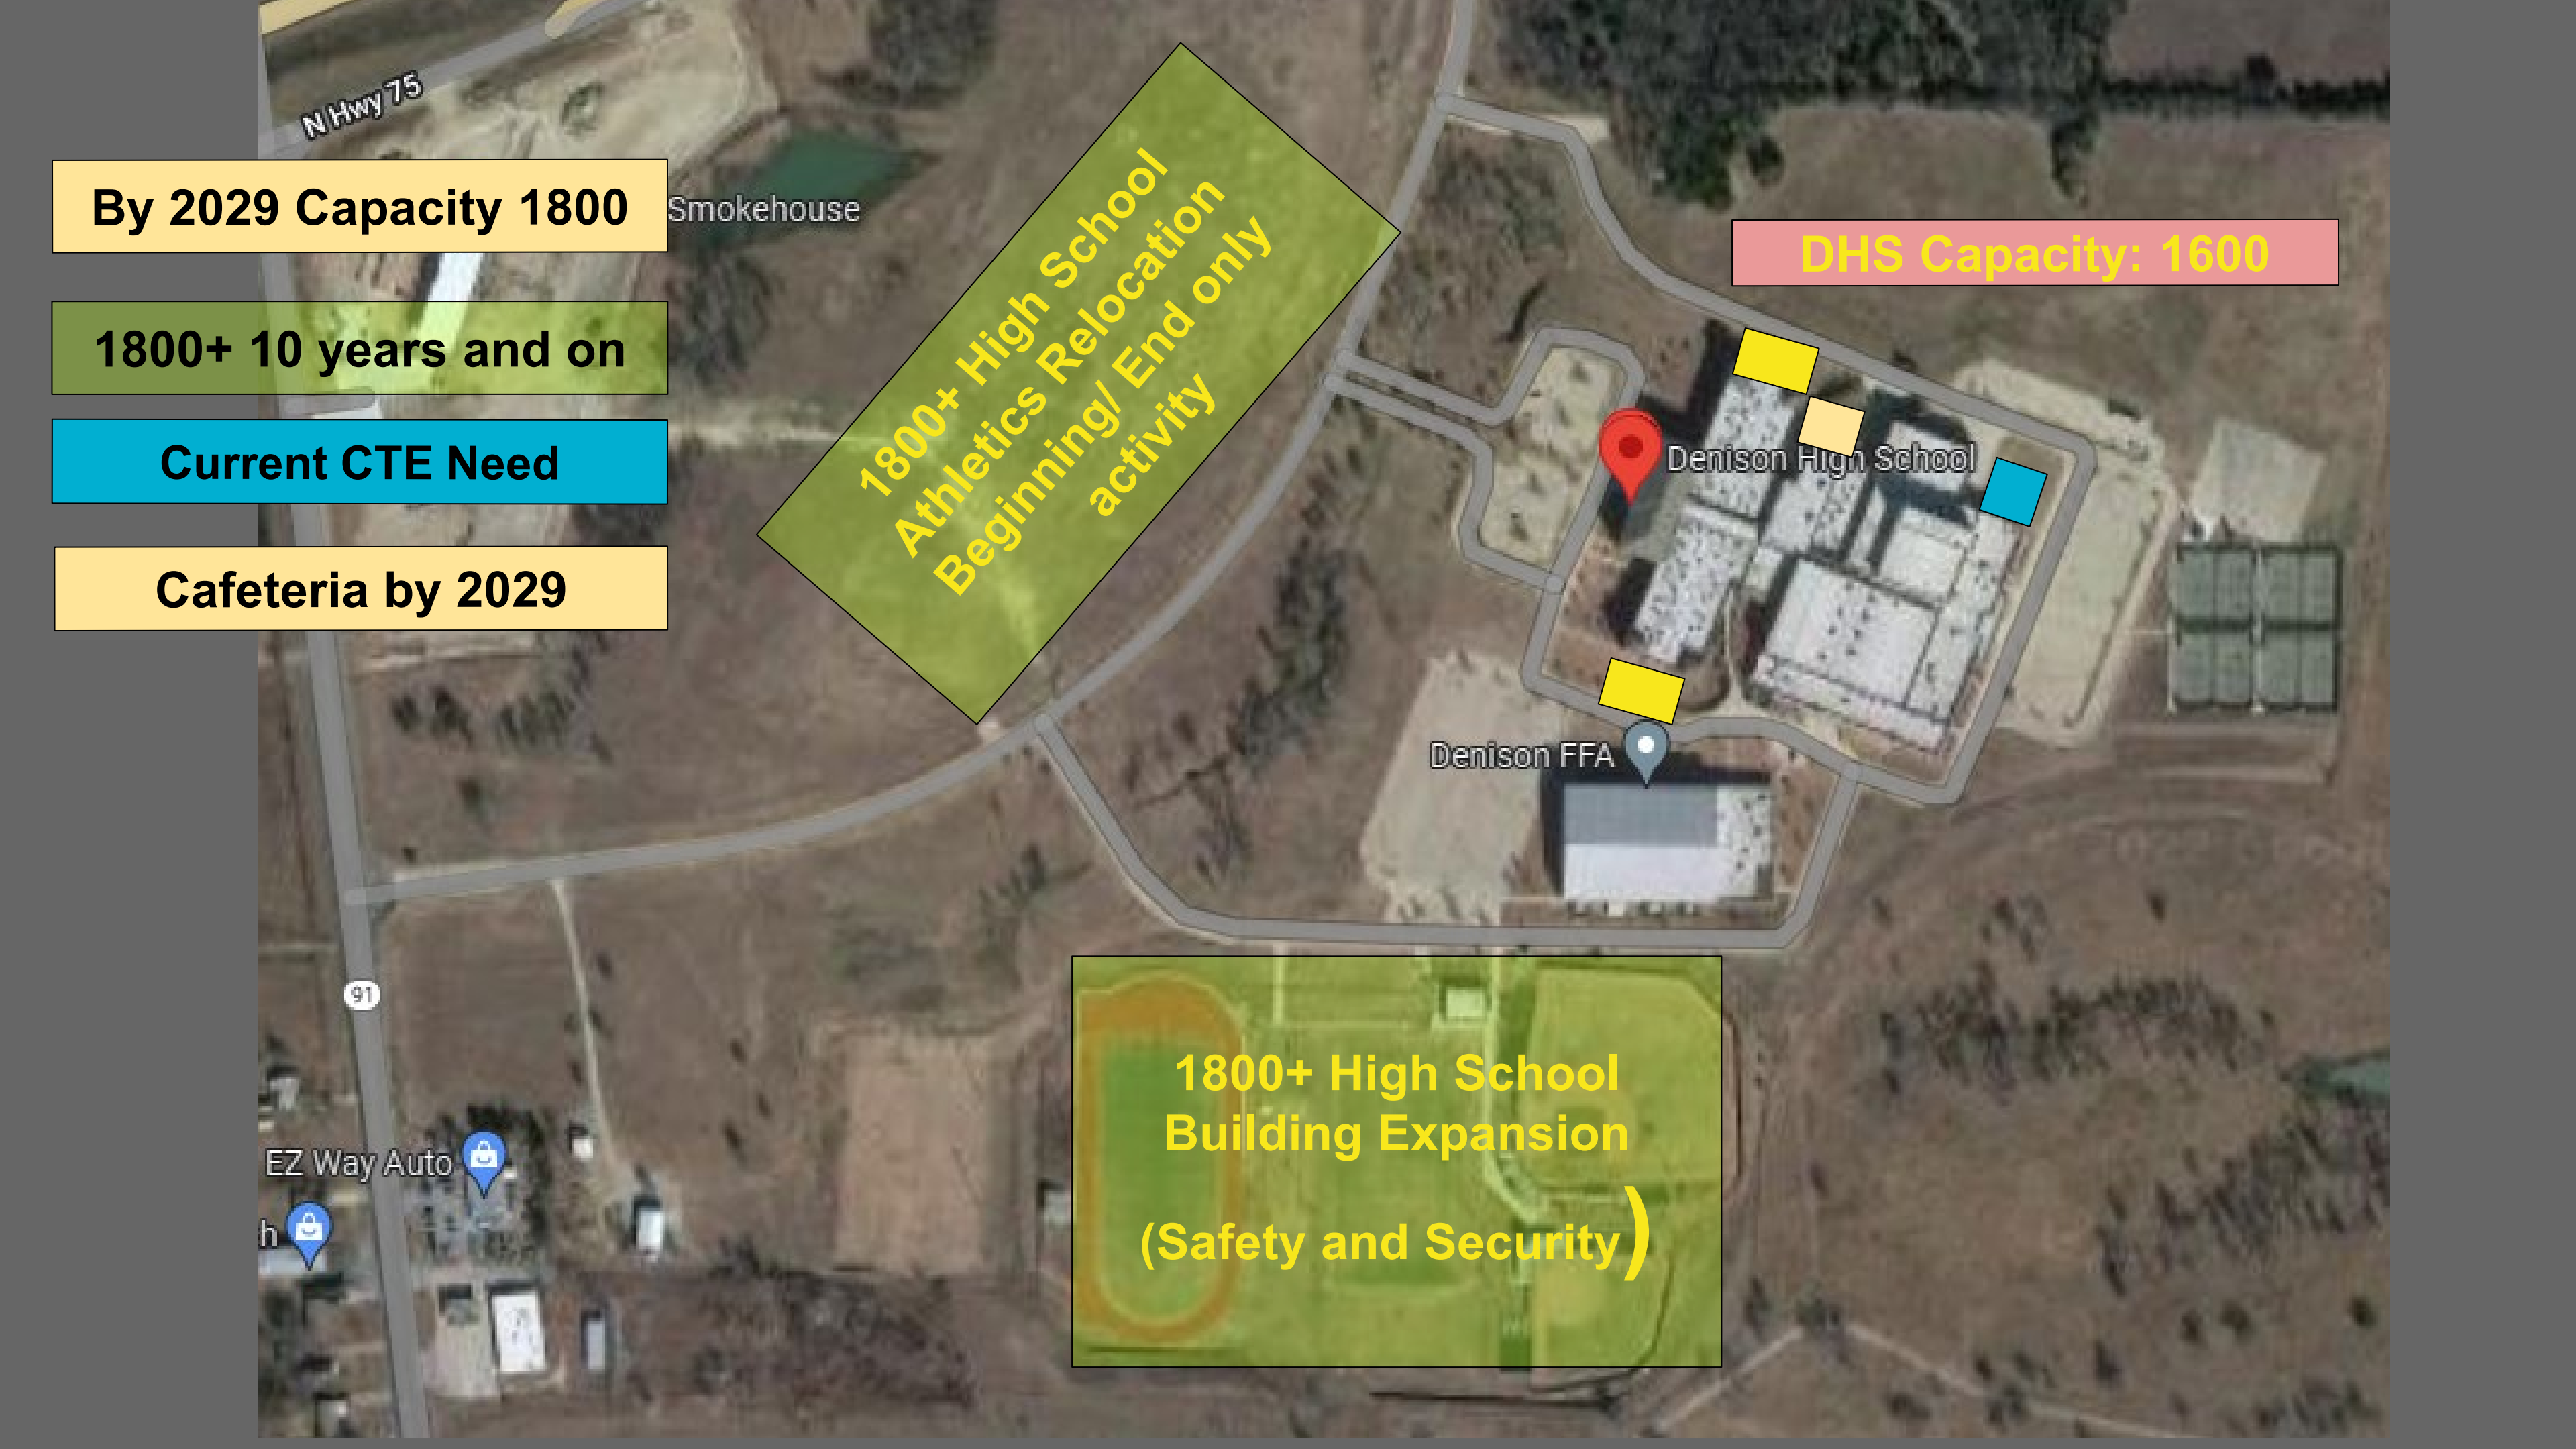 N Hwy 75
By 2029 Capacity 1800
Smokehouse
1800+ 10 years and on
Current CTE Need
Cafeteria by 2029
1800+ High School
Athletics Relocation
Beginning/ End only
activity
DHS Capacity: 1600
Denison High School
Denison FFA
91
1800+ High School
Building Expansion
(Safety and Security)
EZ Way Auto
h